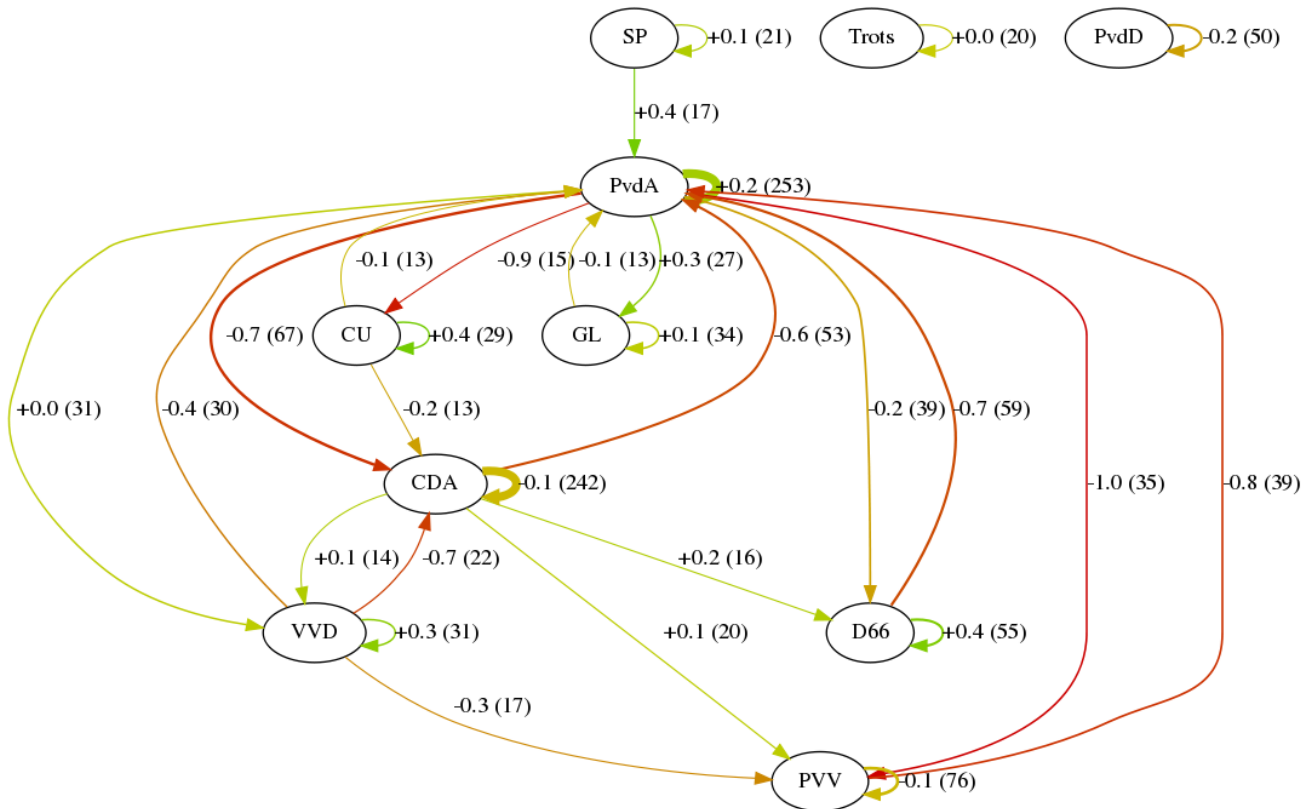 SP
+0.1 (21)
Trots
+0.0 (20)
PvdD
-0.2 (50)
+0.4 (17)
PvdA
+0.2 (253)
-0.1 (13)
-0.9 (15)
-0.1 (13)
+0.3 (27)
-0.7 (67)
CU
+0.4 (29)
GL
+0.1 (34)
-0.6 (53)
+0.0 (31)
-0.4 (30)
-0.2 (13)
-0.2 (39)
-0.7 (59)
-1.0 (35)
-0.8 (39)
CDA
-0.1 (242)
+0.1 (14)
-0.7 (22)
+0.2 (16)
VVD
+0.3 (31)
+0.1 (20)
D66
+0.4 (55)
-0.3 (17)
PVV
-0.1 (76)